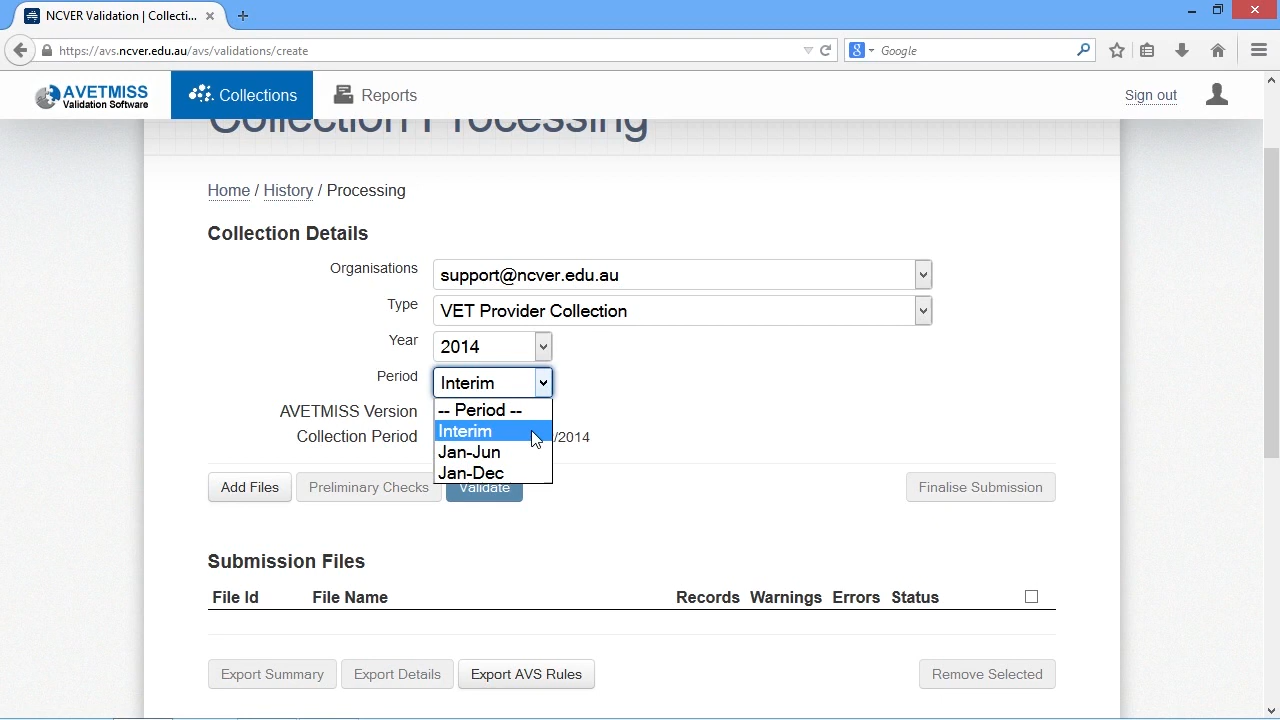 NCVER Validation | Collecti...
https://avs.ncver.edu.au/avs/validations/create
Google
AVETMISS
Validation Software
Collections
Reports
Sign out
Collection Processing
Home / History / Processing
Collection Details
Organisations
support@ncver.edu.au
Type
VET Provider Collection
Year
2014
Period
Interim
-- Period --
Interim
Jan-Jun
Jan-Dec
AVETMISS Version
Collection Period
/2014
Add Files
Preliminary Checks
Validate
Finalise Submission
Submission Files
File Id File Name Records Warnings Errors Status
Export Summary
Export Details
Export AVS Rules
Remove Selected